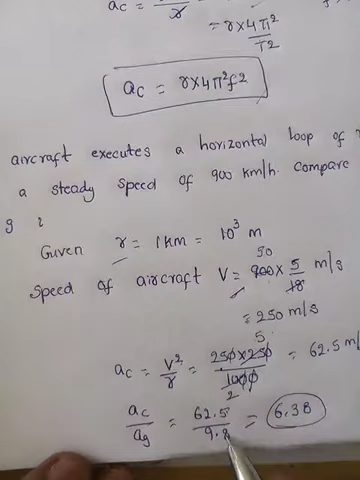 ac = / r
= r×4π²/T²
ac = r×4π²f2
aircraft executes a horizontal loop of
a steady speed of 900 km/h. compare
g i
Guven r = 1km = 10³ m
Speed of aircraft V = 900 50 × 5/18 m/s
= 250 m/s
ac = V²/r = 250×250 5/1000 2 = 62.5 m/
ac/ag = 62.5/9.8 = 6.38